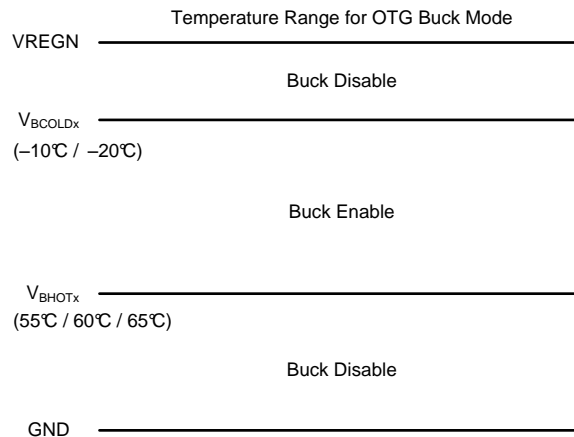 Temperature Range for OTG Buck Mode
VREGN
Buck Disable
VBCOLDx
(–10℃ / –20℃)
Buck Enable
VBHOTx
(55℃ / 60℃ / 65℃)
Buck Disable
GND